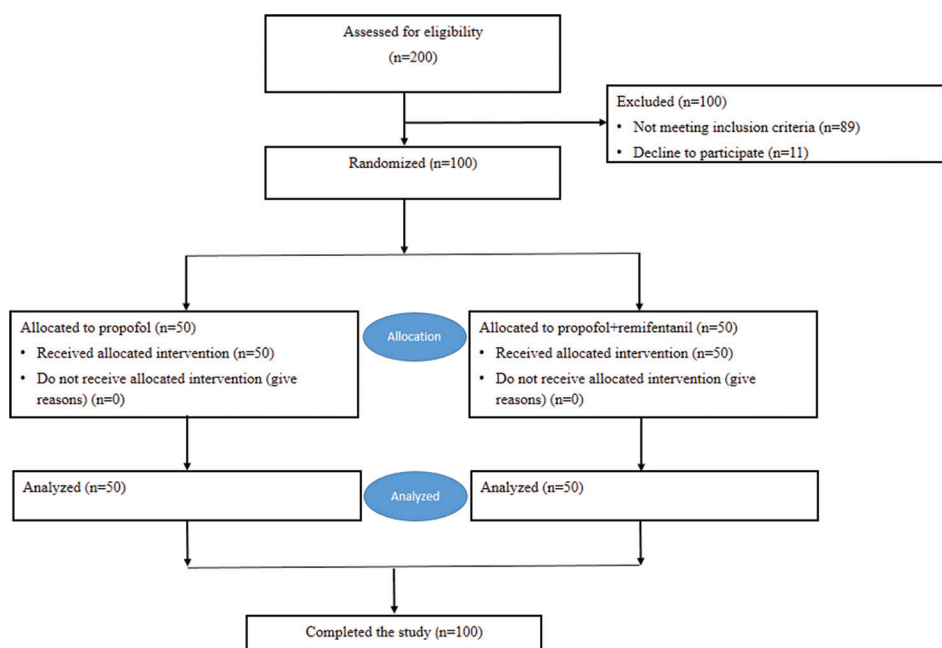 Assessed for eligibility
(n=200)
Excluded (n=100)
• Not meeting inclusion criteria (n=89)
• Decline to participate (n=11)
Randomized (n=100)
Allocated to propofol (n=50)
• Received allocated intervention (n=50)
• Do not receive allocated intervention (give
reasons) (n=0)
Allocation
Allocated to propofol+remifentanil (n=50)
• Received allocated intervention (n=50)
• Do not receive allocated intervention (give
reasons) (n=0)
Analyzed (n=50)
Analyzed
Analyzed (n=50)
Completed the study (n=100)